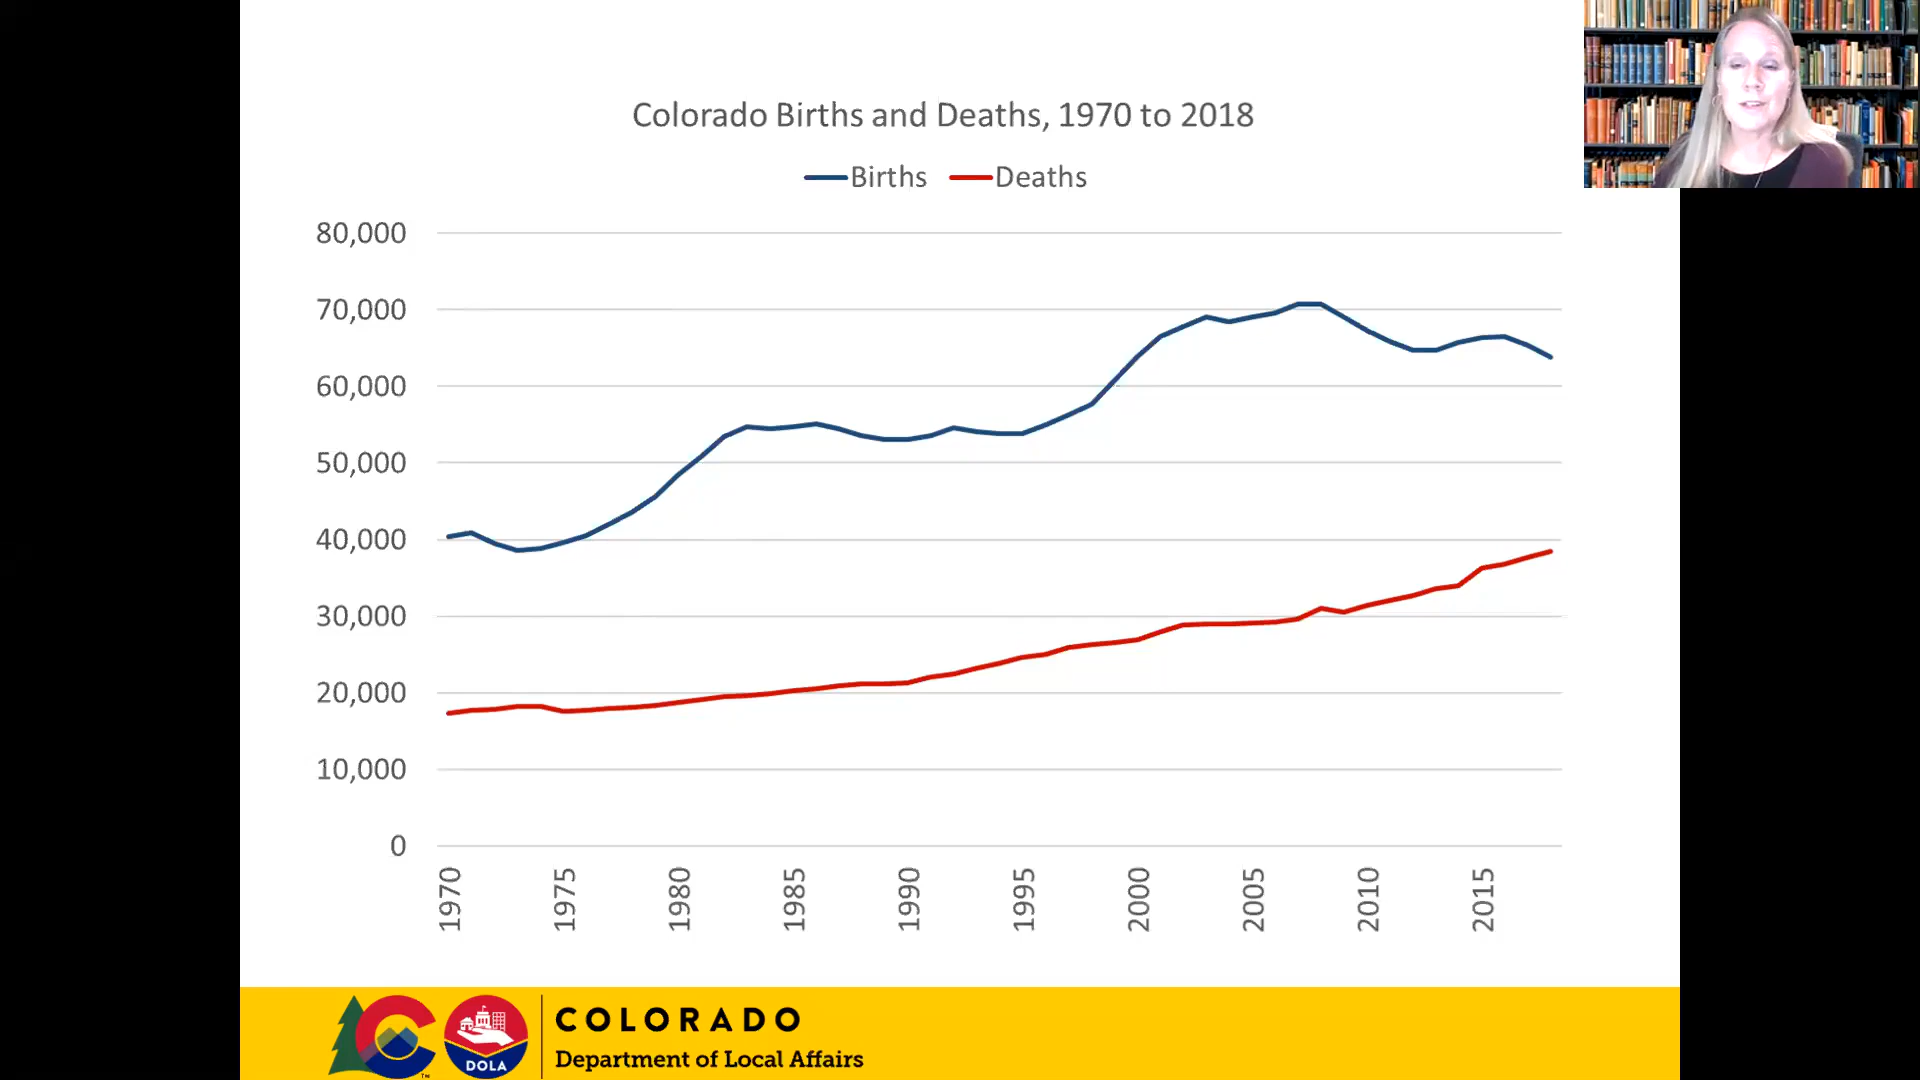 Colorado Births and Deaths, 1970 to 2018
Births Deaths
80,000
70,000
60,000
50,000
40,000
30,000
20,000
10,000
0
1970 1975 1980 1985 1990 1995 2000 2005 2010 2015
COLORADO
Department of Local Affairs
DOLA
TM